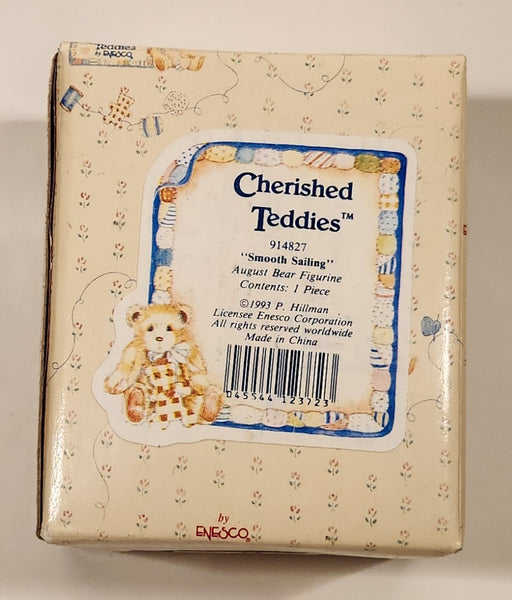 Teddies
by ENESCO
Cherished
Teddies™
914827
"Smooth Sailing"
August Bear Figurine
Contents: 1 Piece
©1993 P. Hillman
Licensee Enesco Corporation
All rights reserved worldwide
Made in China
045544 123723
by
ENESCO®